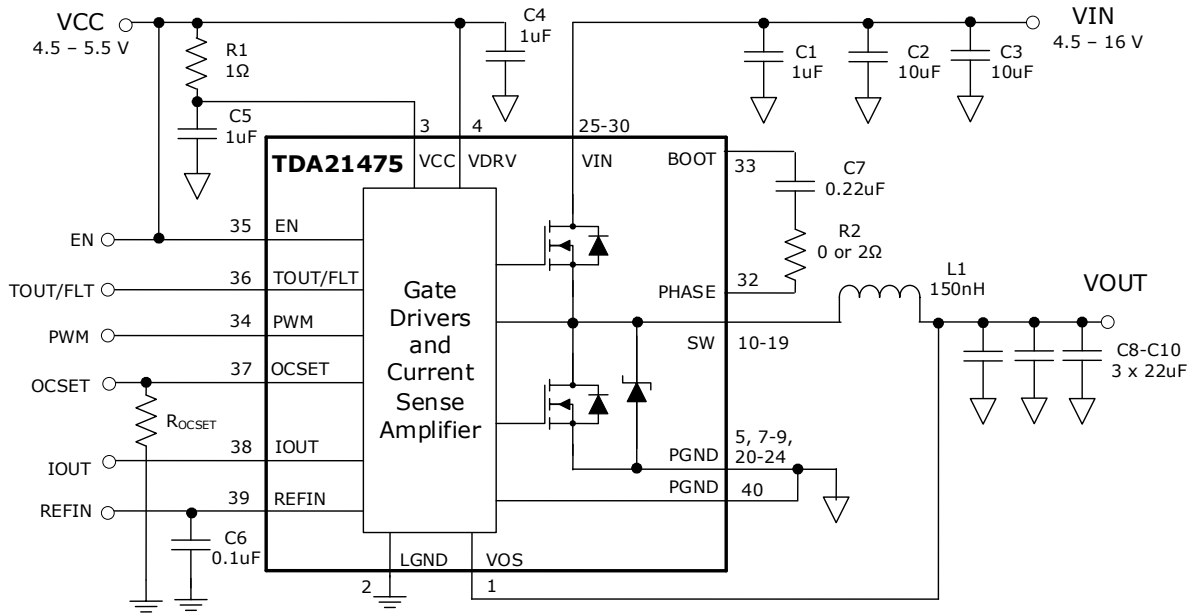 VCC
4.5 – 5.5 V
R1
1Ω
C5
1uF
C4
1uF
C1
1uF
C2
10uF
C3
10uF
VIN
4.5 – 16 V
3
4
25-30
TDA21475
VCC
VDRV
VIN
BOOT
33
C7
0.22uF
R2
0 or 2Ω
PHASE
32
L1
150nH
VOUT
SW
10-19
C8-C10
3 x 22uF
EN
35
EN
TOUT/FLT
36
TOUT/FLT
PWM
34
PWM
OCSET
37
OCSET
ROCSET
IOUT
38
IOUT
REFIN
39
REFIN
C6
0.1uF
Gate
Drivers
and
Current
Sense
Amplifier
PGND
5, 7-9,
20-24
PGND
40
LGND
VOS
2
1